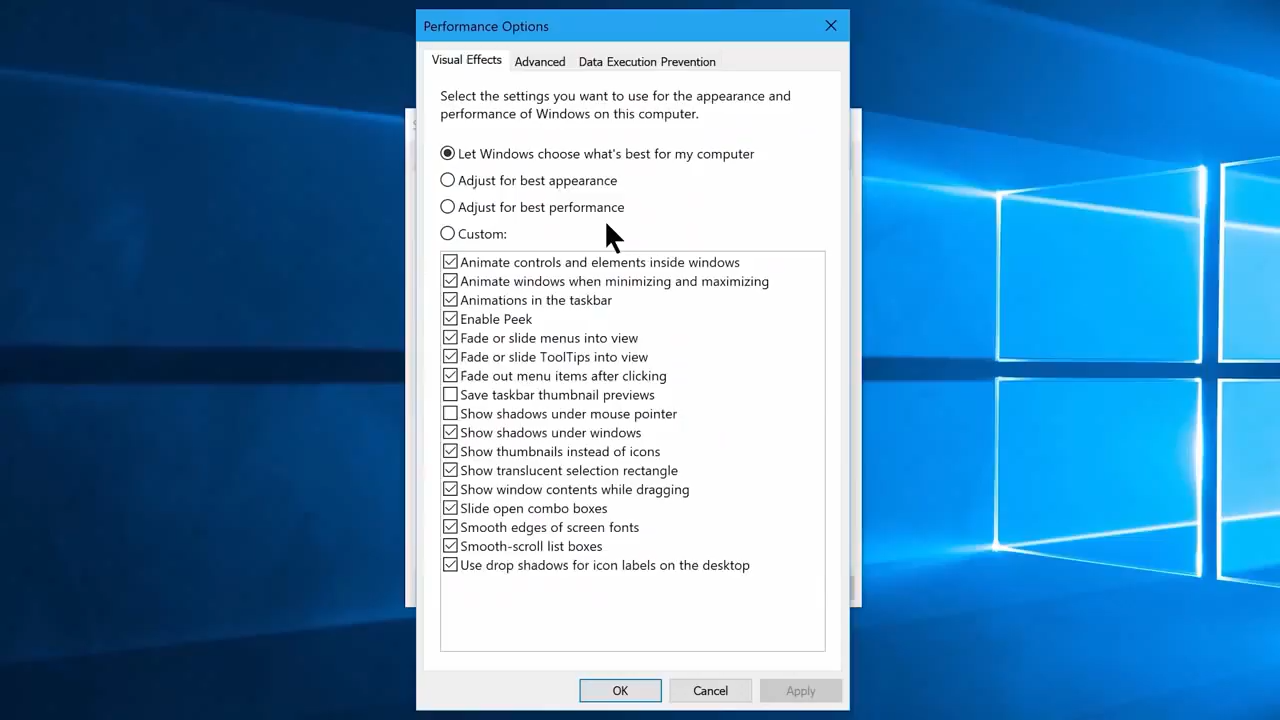 Performance Options
Visual Effects
Advanced
Data Execution Prevention
Select the settings you want to use for the appearance and
performance of Windows on this computer.
Let Windows choose what's best for my computer
Adjust for best appearance
Adjust for best performance
Custom:
Animate controls and elements inside windows
Animate windows when minimizing and maximizing
Animations in the taskbar
Enable Peek
Fade or slide menus into view
Fade or slide ToolTips into view
Fade out menu items after clicking
Save taskbar thumbnail previews
Show shadows under mouse pointer
Show shadows under windows
Show thumbnails instead of icons
Show translucent selection rectangle
Show window contents while dragging
Slide open combo boxes
Smooth edges of screen fonts
Smooth-scroll list boxes
Use drop shadows for icon labels on the desktop
OK
Cancel
Apply